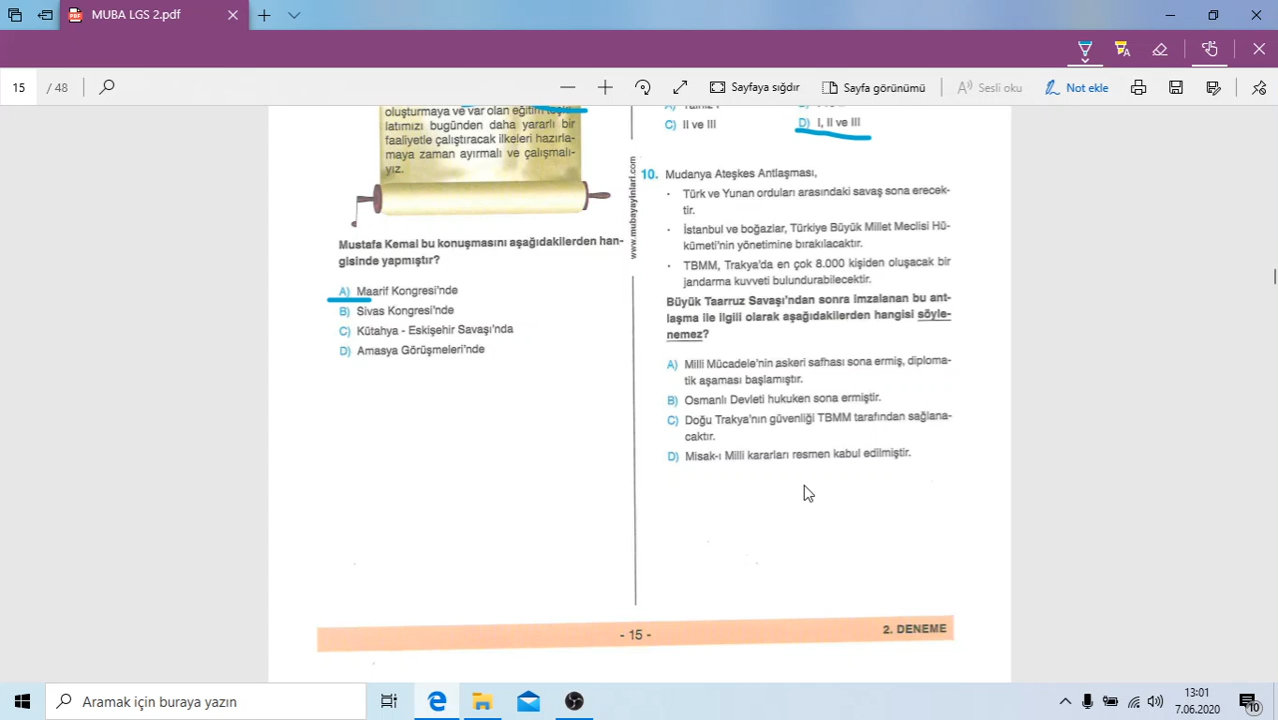 MUBA LGS 2.pdf
15 / 48
Sayfaya sığdır
Sayfa görünümü
Sesli oku
Not ekle
oluşturmaya ve var olan eğitim teşki-
latımızı bugünden daha yararlı bir
faaliyetle çalıştıracak ilkeleri hazırla-
maya zaman ayırmalı ve çalışmalı-
yız.
Mustafa Kemal bu konuşmasını aşağıdakilerden han-
gisinde yapmıştır?
A) Maarif Kongresi'nde
B) Sivas Kongresi'nde
C) Kütahya - Eskişehir Savaşı'nda
D) Amasya Görüşmeleri'nde
www.mubayayinlari.com
C) II ve III
D) I, II ve III
10. Mudanya Ateşkes Antlaşması,
• Türk ve Yunan orduları arasındaki savaş sona erecek-
tir.
• İstanbul ve boğazlar, Türkiye Büyük Millet Meclisi Hü-
kümeti'nin yönetimine bırakılacaktır.
• TBMM, Trakya'da en çok 8.000 kişiden oluşacak bir
jandarma kuvveti bulundurabilecektir.
Büyük Taarruz Savaşı'ndan sonra imzalanan bu ant-
laşma ile ilgili olarak aşağıdakilerden hangisi söyle-
nemez?
A) Milli Mücadele'nin askeri safhası sona ermiş, diploma-
tik aşaması başlamıştır.
B) Osmanlı Devleti hukuken sona ermiştir.
C) Doğu Trakya'nın güvenliği TBMM tarafından sağlana-
caktır.
D) Misak-ı Milli kararları resmen kabul edilmiştir.
- 15 -
2. DENEME
Aramak için buraya yazın
13:01
7.06.2020
10